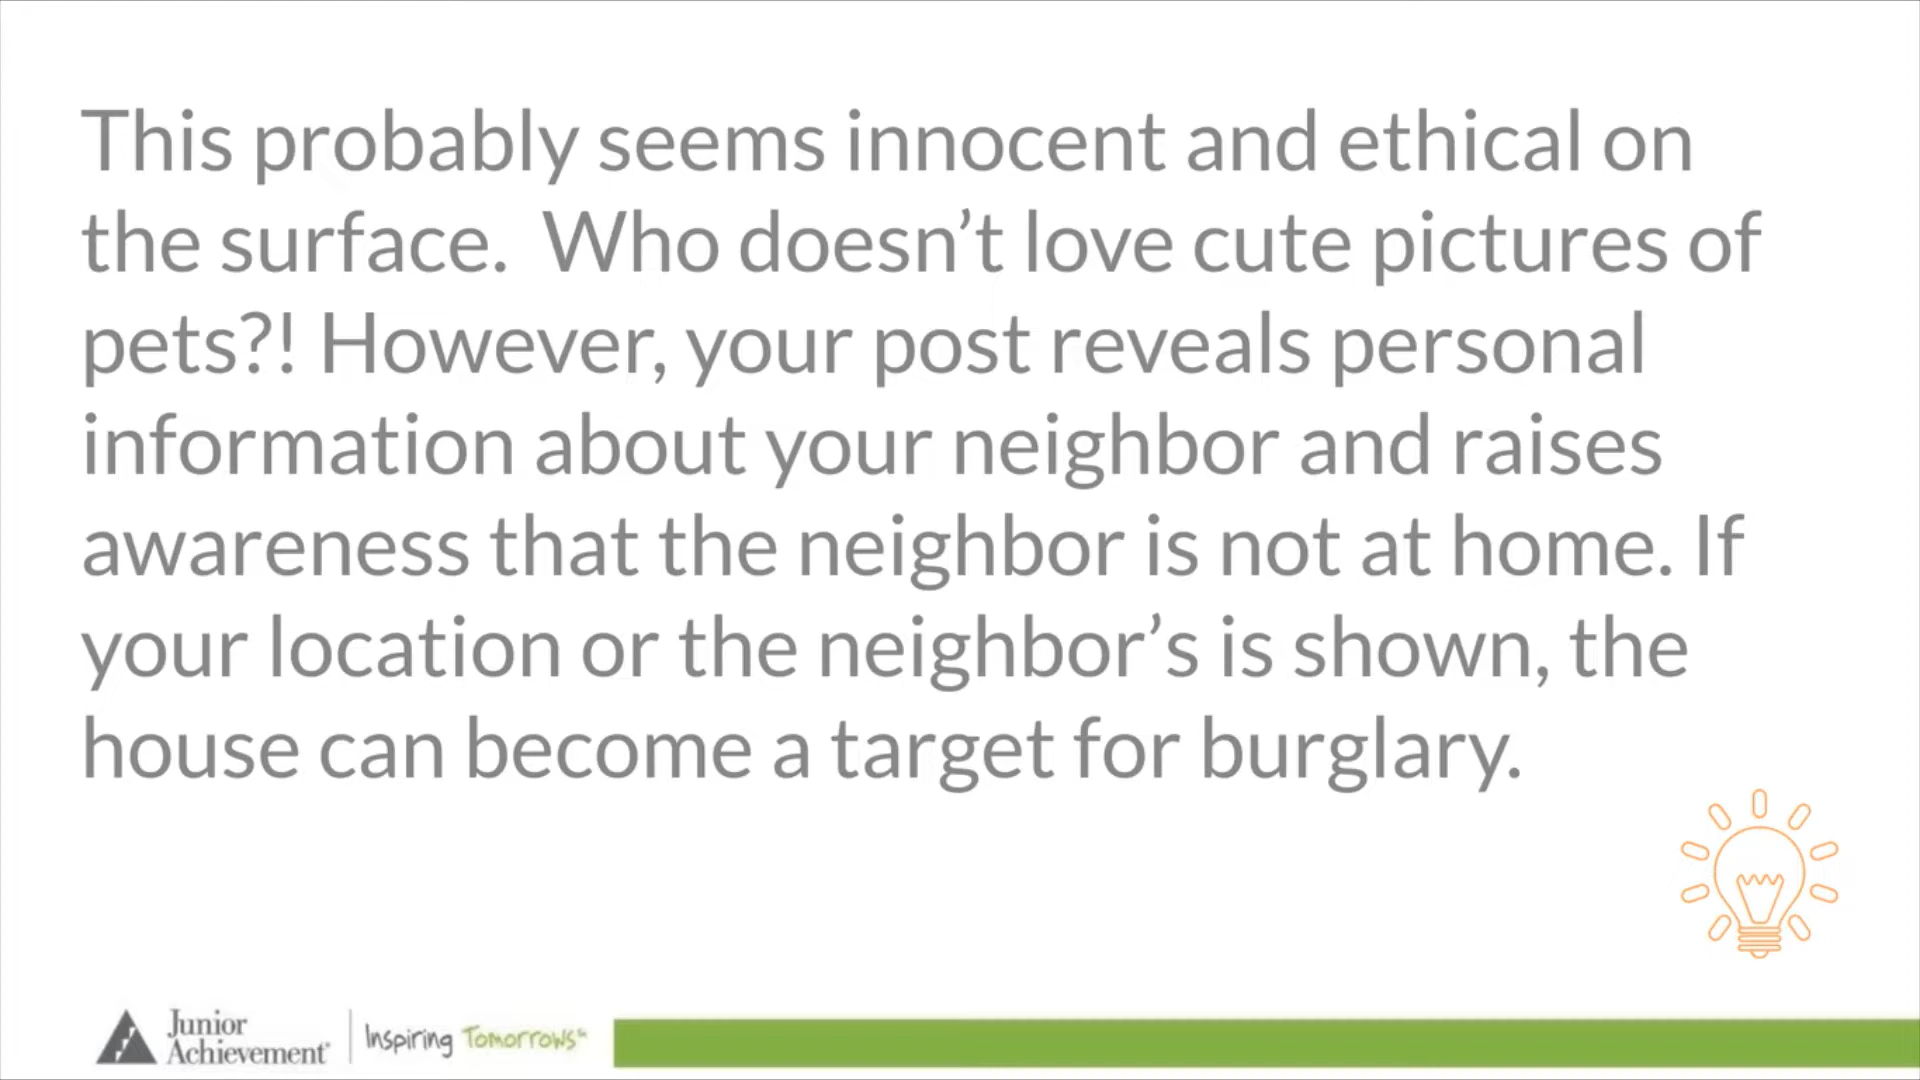 This probably seems innocent and ethical on
the surface.  Who doesn’t love cute pictures of
pets?! However, your post reveals personal
information about your neighbor and raises
awareness that the neighbor is not at home. If
your location or the neighbor’s is shown, the
house can become a target for burglary.
Junior
Achievement
Inspiring Tomorrows